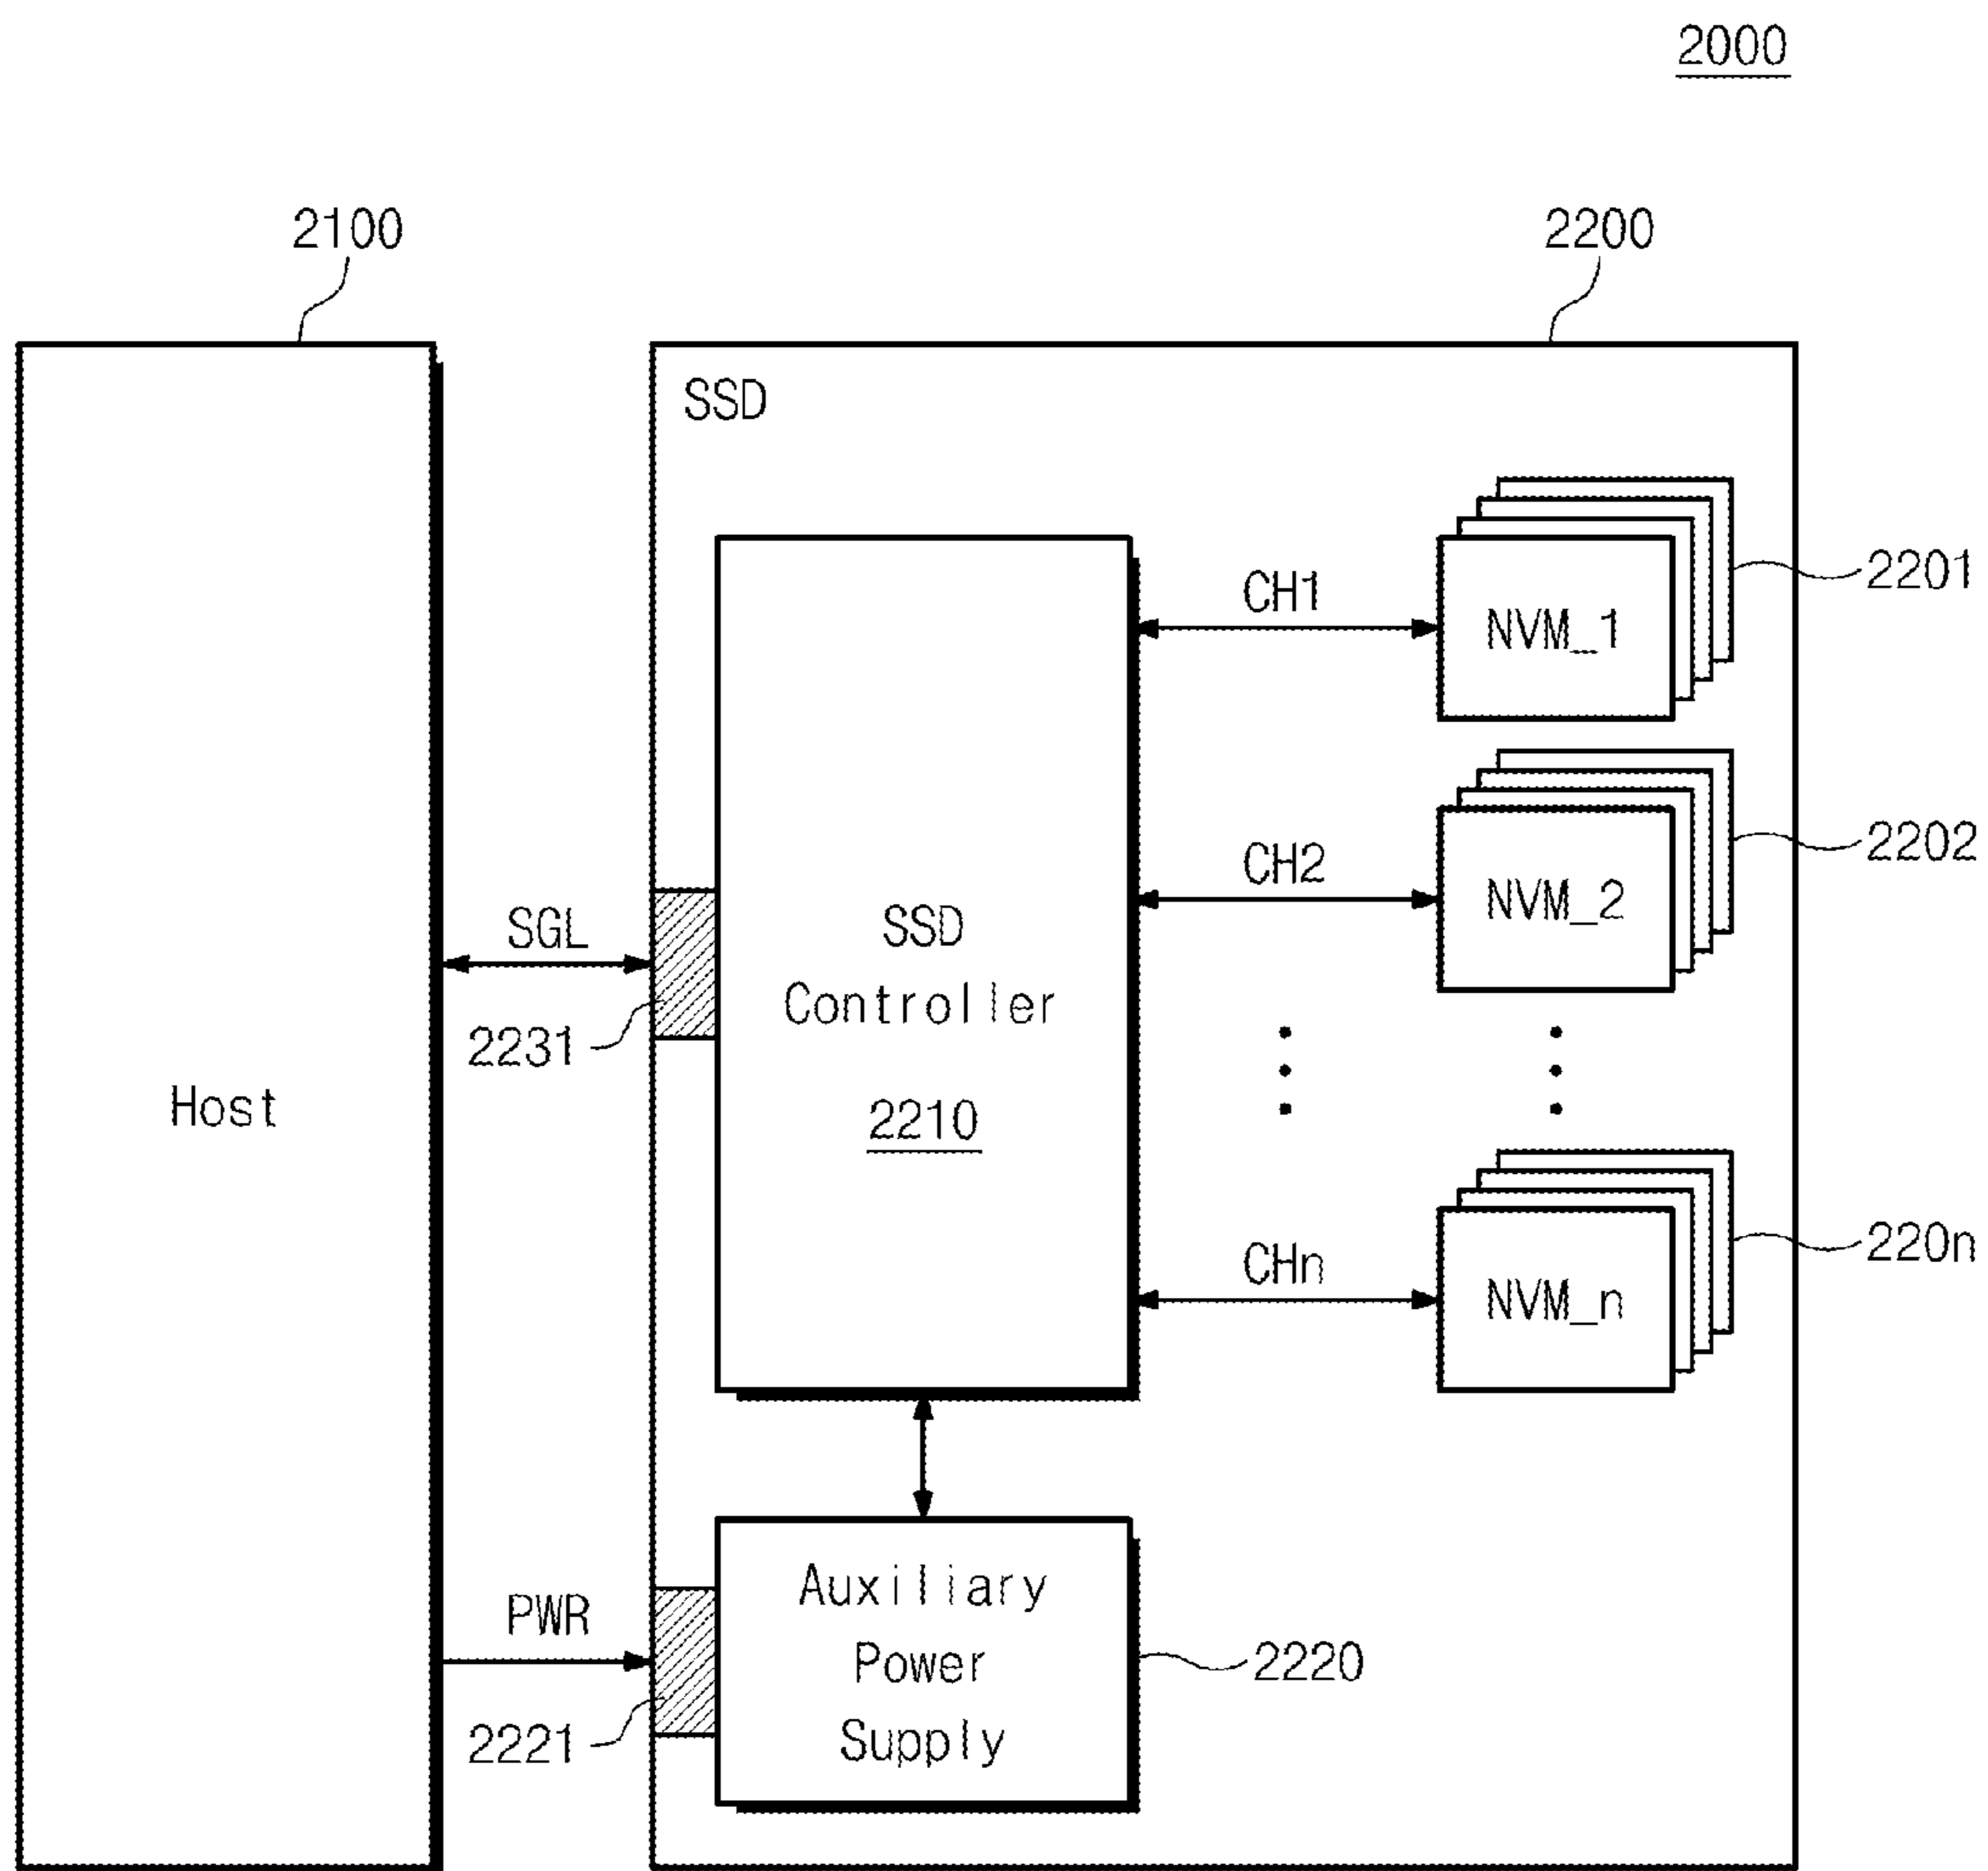 2000
2100
2200
SSD
2201
CH1
NVM_1
2202
CH2
NVM_2
SGL
SSD
Controller
2231
2210
Host
220n
CHn
NVM_n
Auxiliary
PWR
Power
2220
2221
Supply